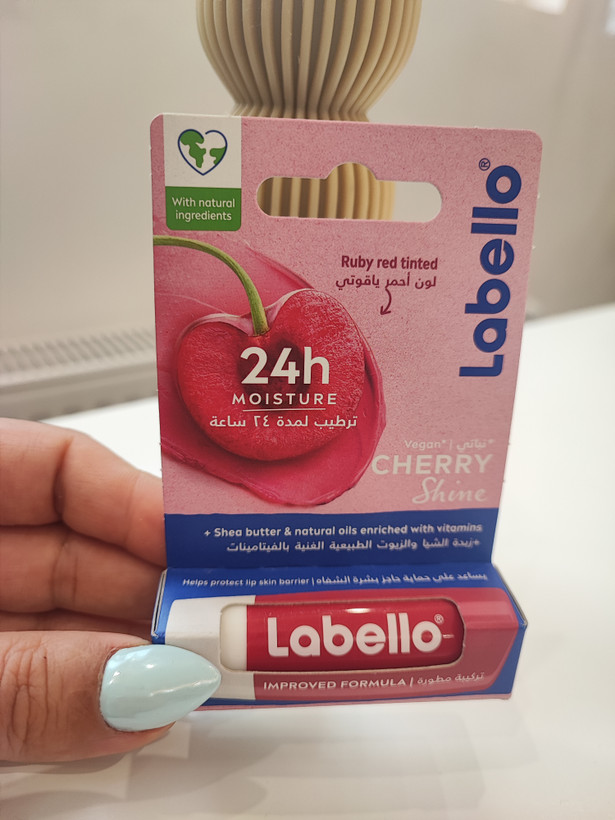 With natural
ingredients
Labello®
Ruby red tinted
لون أحمر ياقوتي
24h
MOISTURE
ترطيب لمدة ٢٤ ساعة
Vegan* | نباتي*
CHERRY
Shine
+ Shea butter & natural oils enriched with vitamins
+زبدة الشيا والزيوت الطبيعية الغنية بالفيتامينات
Helps protect lip skin barrier | يساعد على حماية حاجز بشرة الشفاه
Labello®
IMPROVED FORMULA | تركيبة مطورة